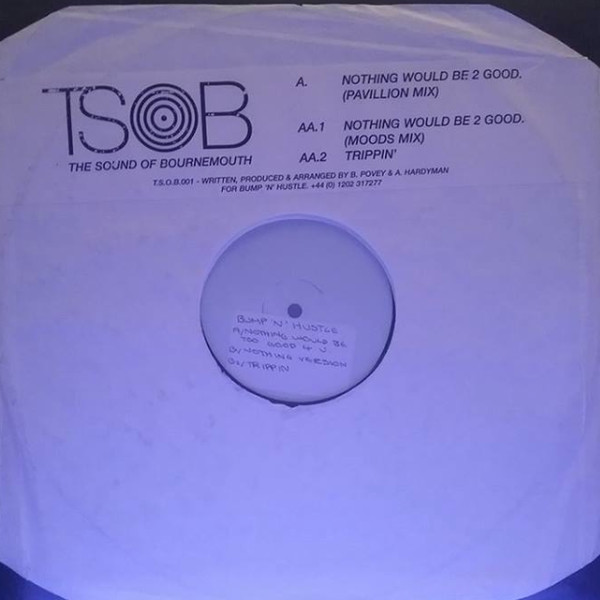 TSOB
THE SOUND OF BOURNEMOUTH
A. NOTHING WOULD BE 2 GOOD.
(PAVILLION MIX)
AA.1 NOTHING WOULD BE 2 GOOD.
(MOODS MIX)
AA.2 TRIPPIN'
T.S.O.B.001 - WRITTEN, PRODUCED & ARRANGED BY B. POVEY & A. HARDYMAN
FOR BUMP 'N' HUSTLE. +44 (0) 1202 317277
BUMP 'N' HUSTLE
A/NOTHING WOULD BE
TOO GOOD 4 U
B/NOTHING VERSION
B2/TRIPPIN